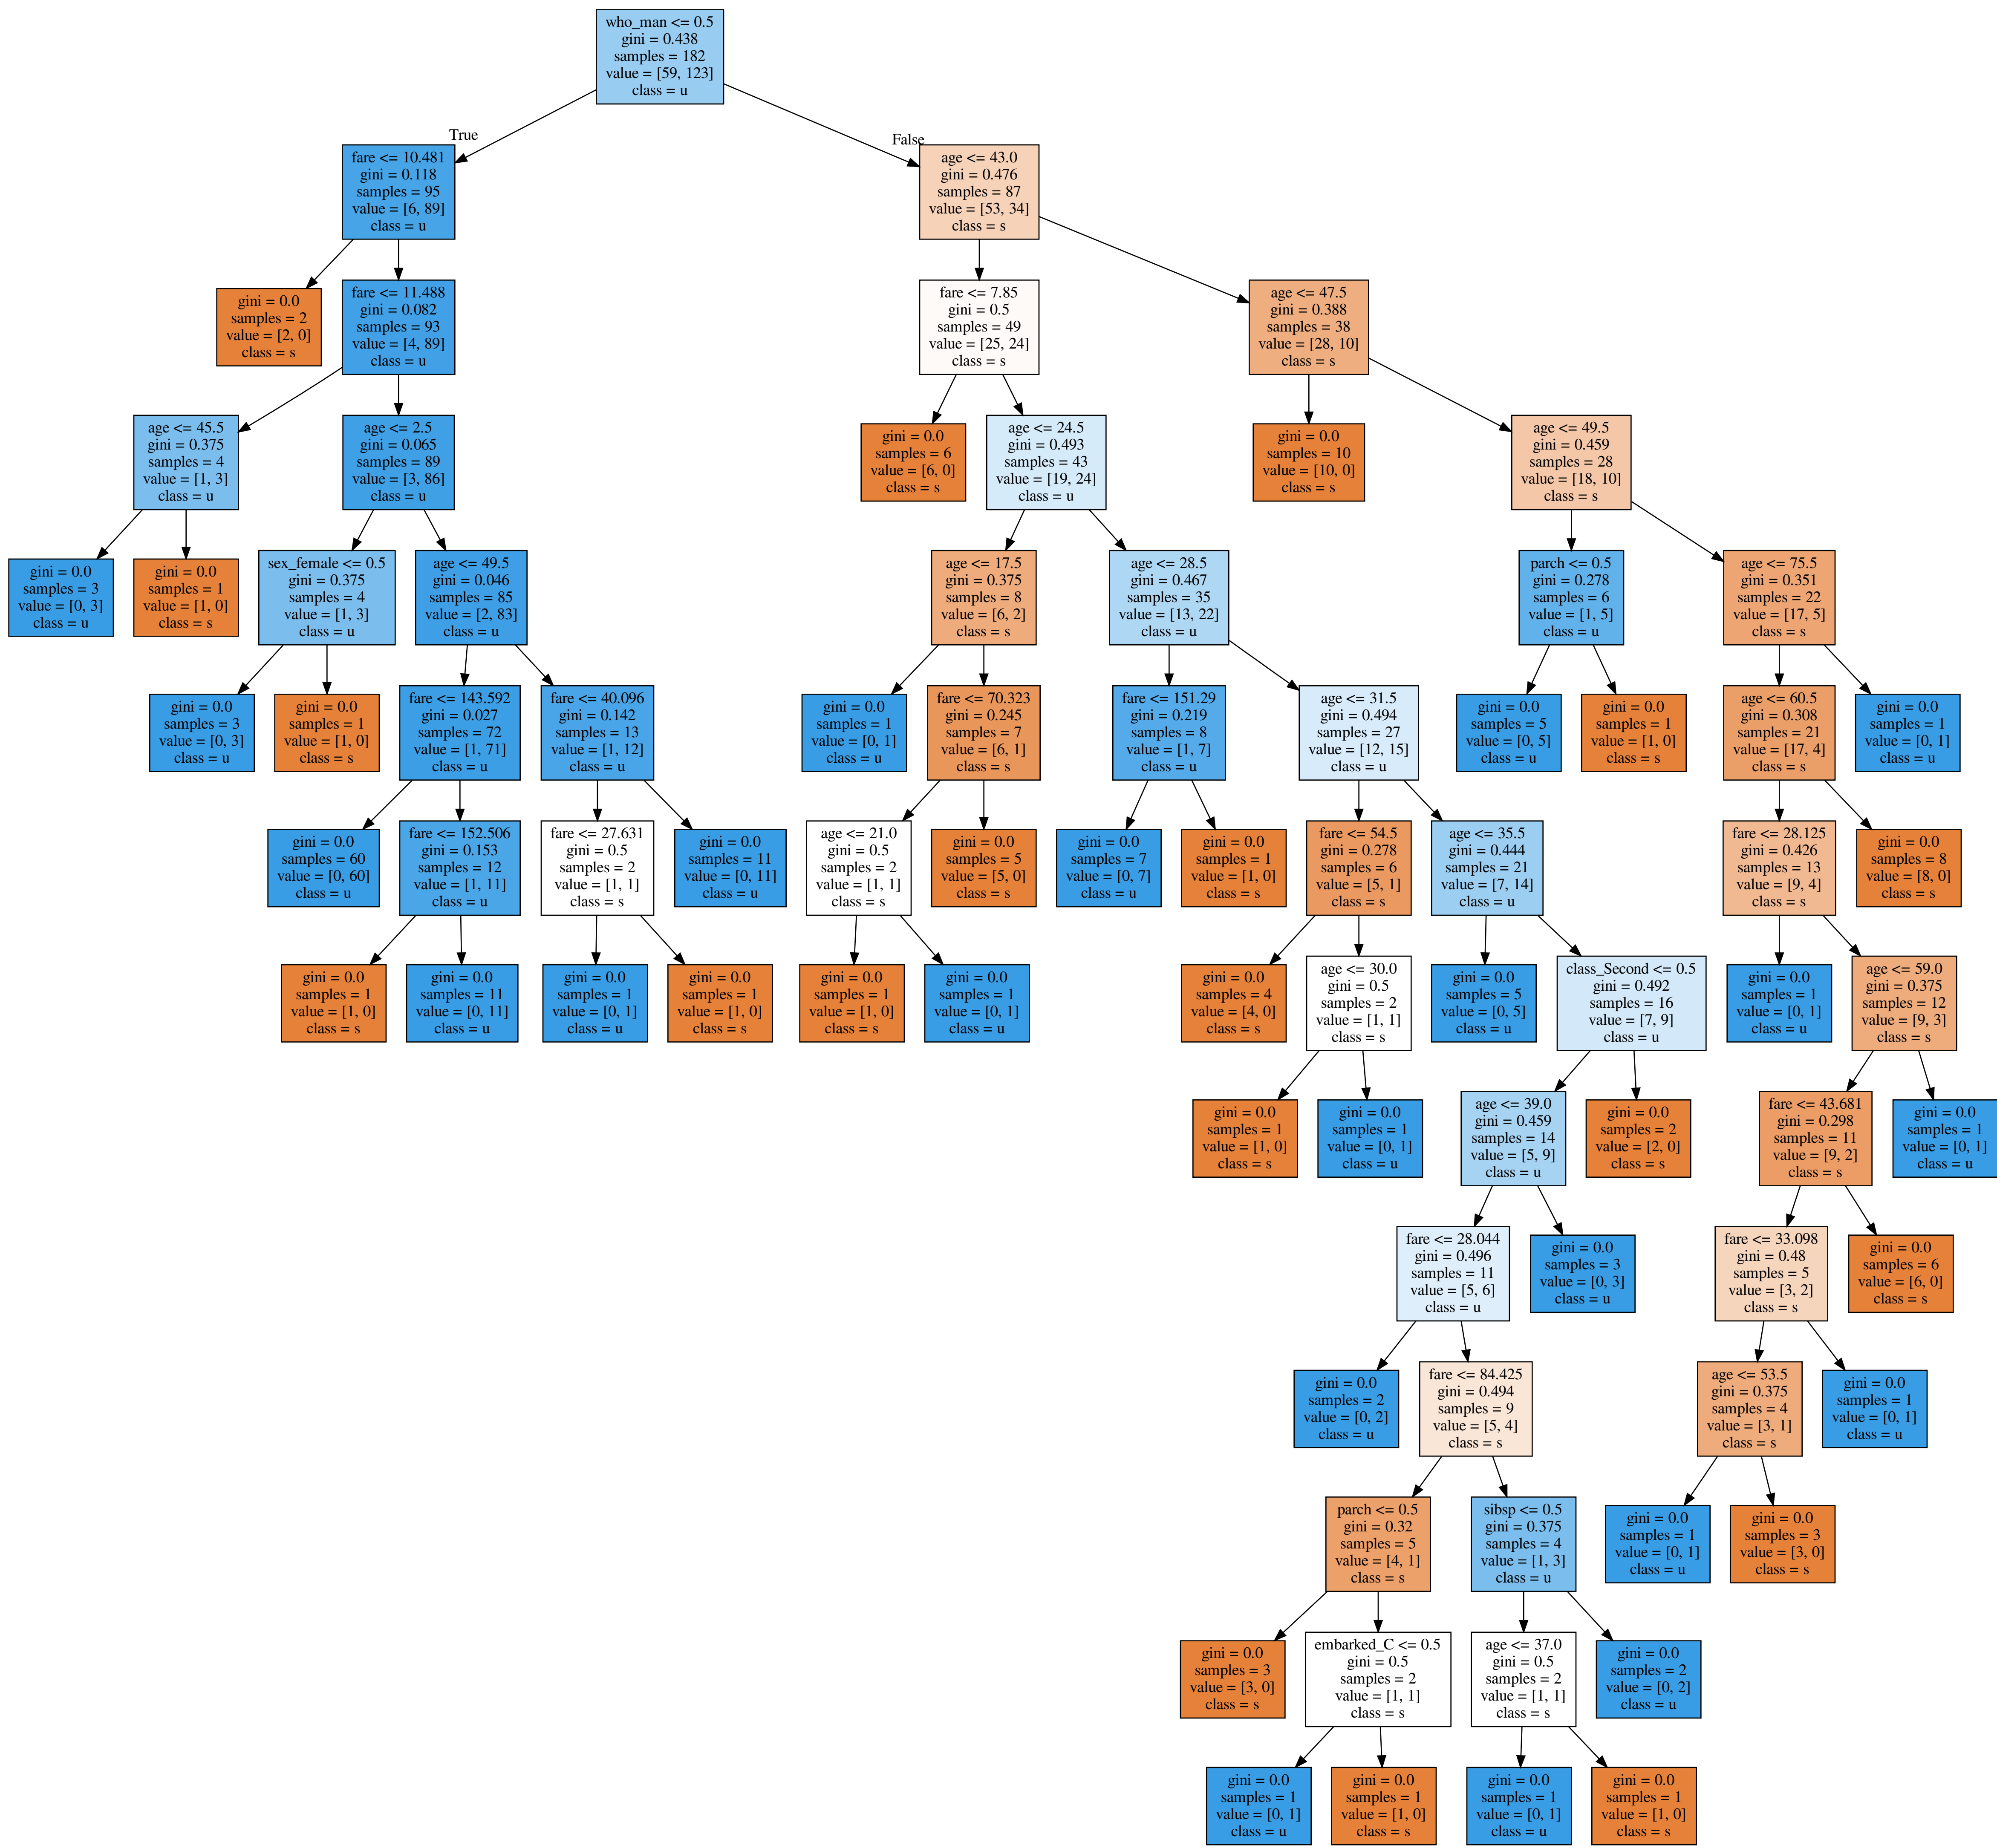 who_man <= 0.5
gini = 0.438
samples = 182
value = [59, 123]
class = u
True
False
fare <= 10.481
gini = 0.118
samples = 95
value = [6, 89]
class = u
age <= 43.0
gini = 0.476
samples = 87
value = [53, 34]
class = s
gini = 0.0
samples = 2
value = [2, 0]
class = s
fare <= 11.488
gini = 0.082
samples = 93
value = [4, 89]
class = u
fare <= 7.85
gini = 0.5
samples = 49
value = [25, 24]
class = s
age <= 47.5
gini = 0.388
samples = 38
value = [28, 10]
class = s
age <= 45.5
gini = 0.375
samples = 4
value = [1, 3]
class = u
age <= 2.5
gini = 0.065
samples = 89
value = [3, 86]
class = u
gini = 0.0
samples = 6
value = [6, 0]
class = s
age <= 24.5
gini = 0.493
samples = 43
value = [19, 24]
class = u
gini = 0.0
samples = 10
value = [10, 0]
class = s
age <= 49.5
gini = 0.459
samples = 28
value = [18, 10]
class = s
gini = 0.0
samples = 3
value = [0, 3]
class = u
gini = 0.0
samples = 1
value = [1, 0]
class = s
sex_female <= 0.5
gini = 0.375
samples = 4
value = [1, 3]
class = u
age <= 49.5
gini = 0.046
samples = 85
value = [2, 83]
class = u
age <= 17.5
gini = 0.375
samples = 8
value = [6, 2]
class = s
age <= 28.5
gini = 0.467
samples = 35
value = [13, 22]
class = u
parch <= 0.5
gini = 0.278
samples = 6
value = [1, 5]
class = u
age <= 75.5
gini = 0.351
samples = 22
value = [17, 5]
class = s
gini = 0.0
samples = 3
value = [0, 3]
class = u
gini = 0.0
samples = 1
value = [1, 0]
class = s
fare <= 143.592
gini = 0.027
samples = 72
value = [1, 71]
class = u
fare <= 40.096
gini = 0.142
samples = 13
value = [1, 12]
class = u
gini = 0.0
samples = 1
value = [0, 1]
class = u
fare <= 70.323
gini = 0.245
samples = 7
value = [6, 1]
class = s
fare <= 151.29
gini = 0.219
samples = 8
value = [1, 7]
class = u
age <= 31.5
gini = 0.494
samples = 27
value = [12, 15]
class = u
gini = 0.0
samples = 5
value = [0, 5]
class = u
gini = 0.0
samples = 1
value = [1, 0]
class = s
age <= 60.5
gini = 0.308
samples = 21
value = [17, 4]
class = s
gini = 0.0
samples = 1
value = [0, 1]
class = u
gini = 0.0
samples = 60
value = [0, 60]
class = u
fare <= 152.506
gini = 0.153
samples = 12
value = [1, 11]
class = u
fare <= 27.631
gini = 0.5
samples = 2
value = [1, 1]
class = s
gini = 0.0
samples = 11
value = [0, 11]
class = u
age <= 21.0
gini = 0.5
samples = 2
value = [1, 1]
class = s
gini = 0.0
samples = 5
value = [5, 0]
class = s
gini = 0.0
samples = 7
value = [0, 7]
class = u
gini = 0.0
samples = 1
value = [1, 0]
class = s
fare <= 54.5
gini = 0.278
samples = 6
value = [5, 1]
class = s
age <= 35.5
gini = 0.444
samples = 21
value = [7, 14]
class = u
fare <= 28.125
gini = 0.426
samples = 13
value = [9, 4]
class = s
gini = 0.0
samples = 8
value = [8, 0]
class = s
gini = 0.0
samples = 1
value = [1, 0]
class = s
gini = 0.0
samples = 11
value = [0, 11]
class = u
gini = 0.0
samples = 1
value = [0, 1]
class = u
gini = 0.0
samples = 1
value = [1, 0]
class = s
gini = 0.0
samples = 1
value = [1, 0]
class = s
gini = 0.0
samples = 1
value = [0, 1]
class = u
gini = 0.0
samples = 4
value = [4, 0]
class = s
age <= 30.0
gini = 0.5
samples = 2
value = [1, 1]
class = s
gini = 0.0
samples = 5
value = [0, 5]
class = u
class_Second <= 0.5
gini = 0.492
samples = 16
value = [7, 9]
class = u
gini = 0.0
samples = 1
value = [0, 1]
class = u
age <= 59.0
gini = 0.375
samples = 12
value = [9, 3]
class = s
gini = 0.0
samples = 1
value = [1, 0]
class = s
gini = 0.0
samples = 1
value = [0, 1]
class = u
age <= 39.0
gini = 0.459
samples = 14
value = [5, 9]
class = u
gini = 0.0
samples = 2
value = [2, 0]
class = s
fare <= 43.681
gini = 0.298
samples = 11
value = [9, 2]
class = s
gini = 0.0
samples = 1
value = [0, 1]
class = u
fare <= 28.044
gini = 0.496
samples = 11
value = [5, 6]
class = u
gini = 0.0
samples = 3
value = [0, 3]
class = u
fare <= 33.098
gini = 0.48
samples = 5
value = [3, 2]
class = s
gini = 0.0
samples = 6
value = [6, 0]
class = s
gini = 0.0
samples = 2
value = [0, 2]
class = u
fare <= 84.425
gini = 0.494
samples = 9
value = [5, 4]
class = s
age <= 53.5
gini = 0.375
samples = 4
value = [3, 1]
class = s
gini = 0.0
samples = 1
value = [0, 1]
class = u
parch <= 0.5
gini = 0.32
samples = 5
value = [4, 1]
class = s
sibsp <= 0.5
gini = 0.375
samples = 4
value = [1, 3]
class = u
gini = 0.0
samples = 1
value = [0, 1]
class = u
gini = 0.0
samples = 3
value = [3, 0]
class = s
gini = 0.0
samples = 3
value = [3, 0]
class = s
embarked_C <= 0.5
gini = 0.5
samples = 2
value = [1, 1]
class = s
age <= 37.0
gini = 0.5
samples = 2
value = [1, 1]
class = s
gini = 0.0
samples = 2
value = [0, 2]
class = u
gini = 0.0
samples = 1
value = [0, 1]
class = u
gini = 0.0
samples = 1
value = [1, 0]
class = s
gini = 0.0
samples = 1
value = [0, 1]
class = u
gini = 0.0
samples = 1
value = [1, 0]
class = s